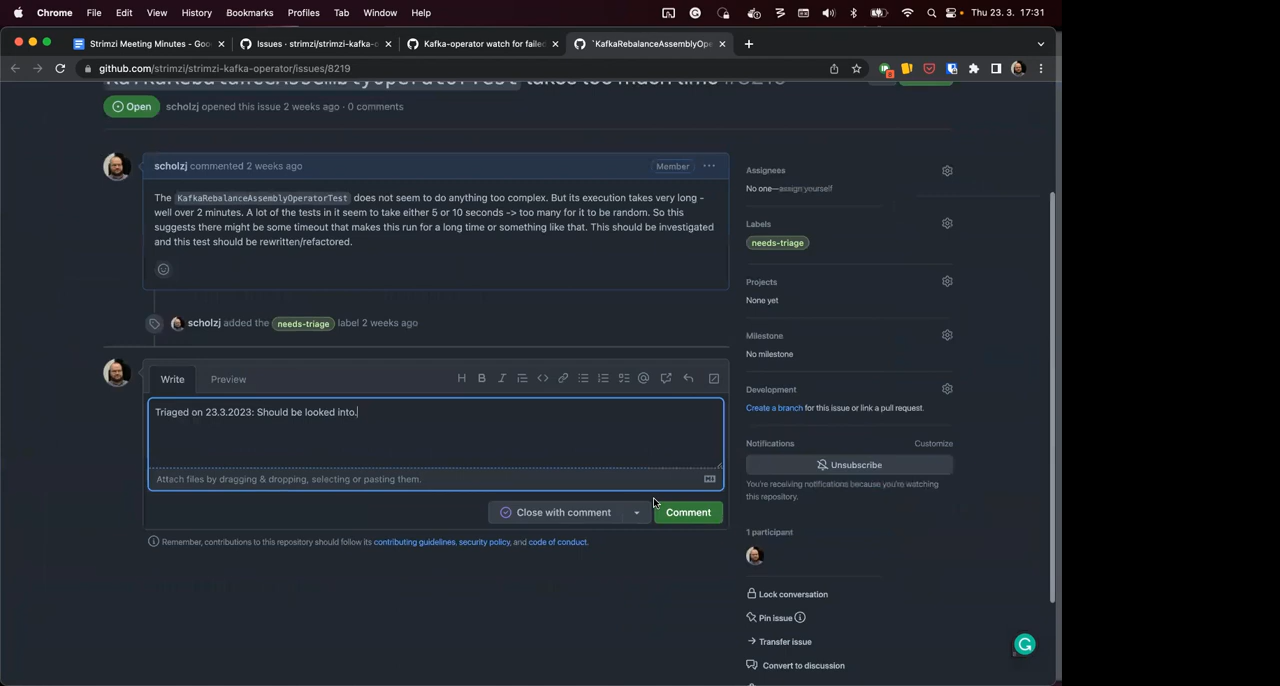 Chrome File Edit View History Bookmarks Profiles Tab Window Help Thu 23. 3. 17:31
Strimzi Meeting Minutes - Goo Issues · strimzi/strimzi-kafka-o Kafka-operator watch for failed `KafkaRebalanceAssemblyOpe
github.com/strimzi/strimzi-kafka-operator/issues/8219 8
Open scholzj opened this issue 2 weeks ago · 0 comments
scholzj commented 2 weeks ago Member
The KafkaRebalanceAssemblyOperatorTest does not seem to do anything too complex. But its execution takes very long -
well over 2 minutes. A lot of the tests in it seem to take either 5 or 10 seconds -> too many for it to be random. So this
suggests there might be some timeout that makes this run for a long time or something like that. This should be investigated
and this test should be rewritten/refactored.
scholzj added the needs-triage label 2 weeks ago
Write Preview
Triaged on 23.3.2023: Should be looked into.
Attach files by dragging & dropping, selecting or pasting them.
Close with comment Comment
Remember, contributions to this repository should follow its contributing guidelines, security policy, and code of conduct.
Assignees
No one—assign yourself
Labels
needs-triage
Projects
None yet
Milestone
No milestone
Development
Create a branch for this issue or link a pull request.
Notifications Customize
Unsubscribe
You're receiving notifications because you're watching
this repository.
1 participant
Lock conversation
Pin issue
Transfer issue
Convert to discussion